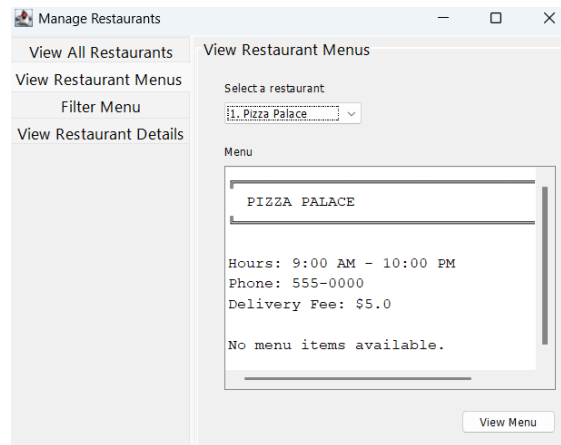 Manage Restaurants
View All Restaurants
View Restaurant Menus
Filter Menu
View Restaurant Details
View Restaurant Menus
Select a restaurant
1. Pizza Palace
Menu
PIZZA PALACE
Hours: 9:00 AM - 10:00 PM
Phone: 555-0000
Delivery Fee: $5.0
No menu items available.
View Menu